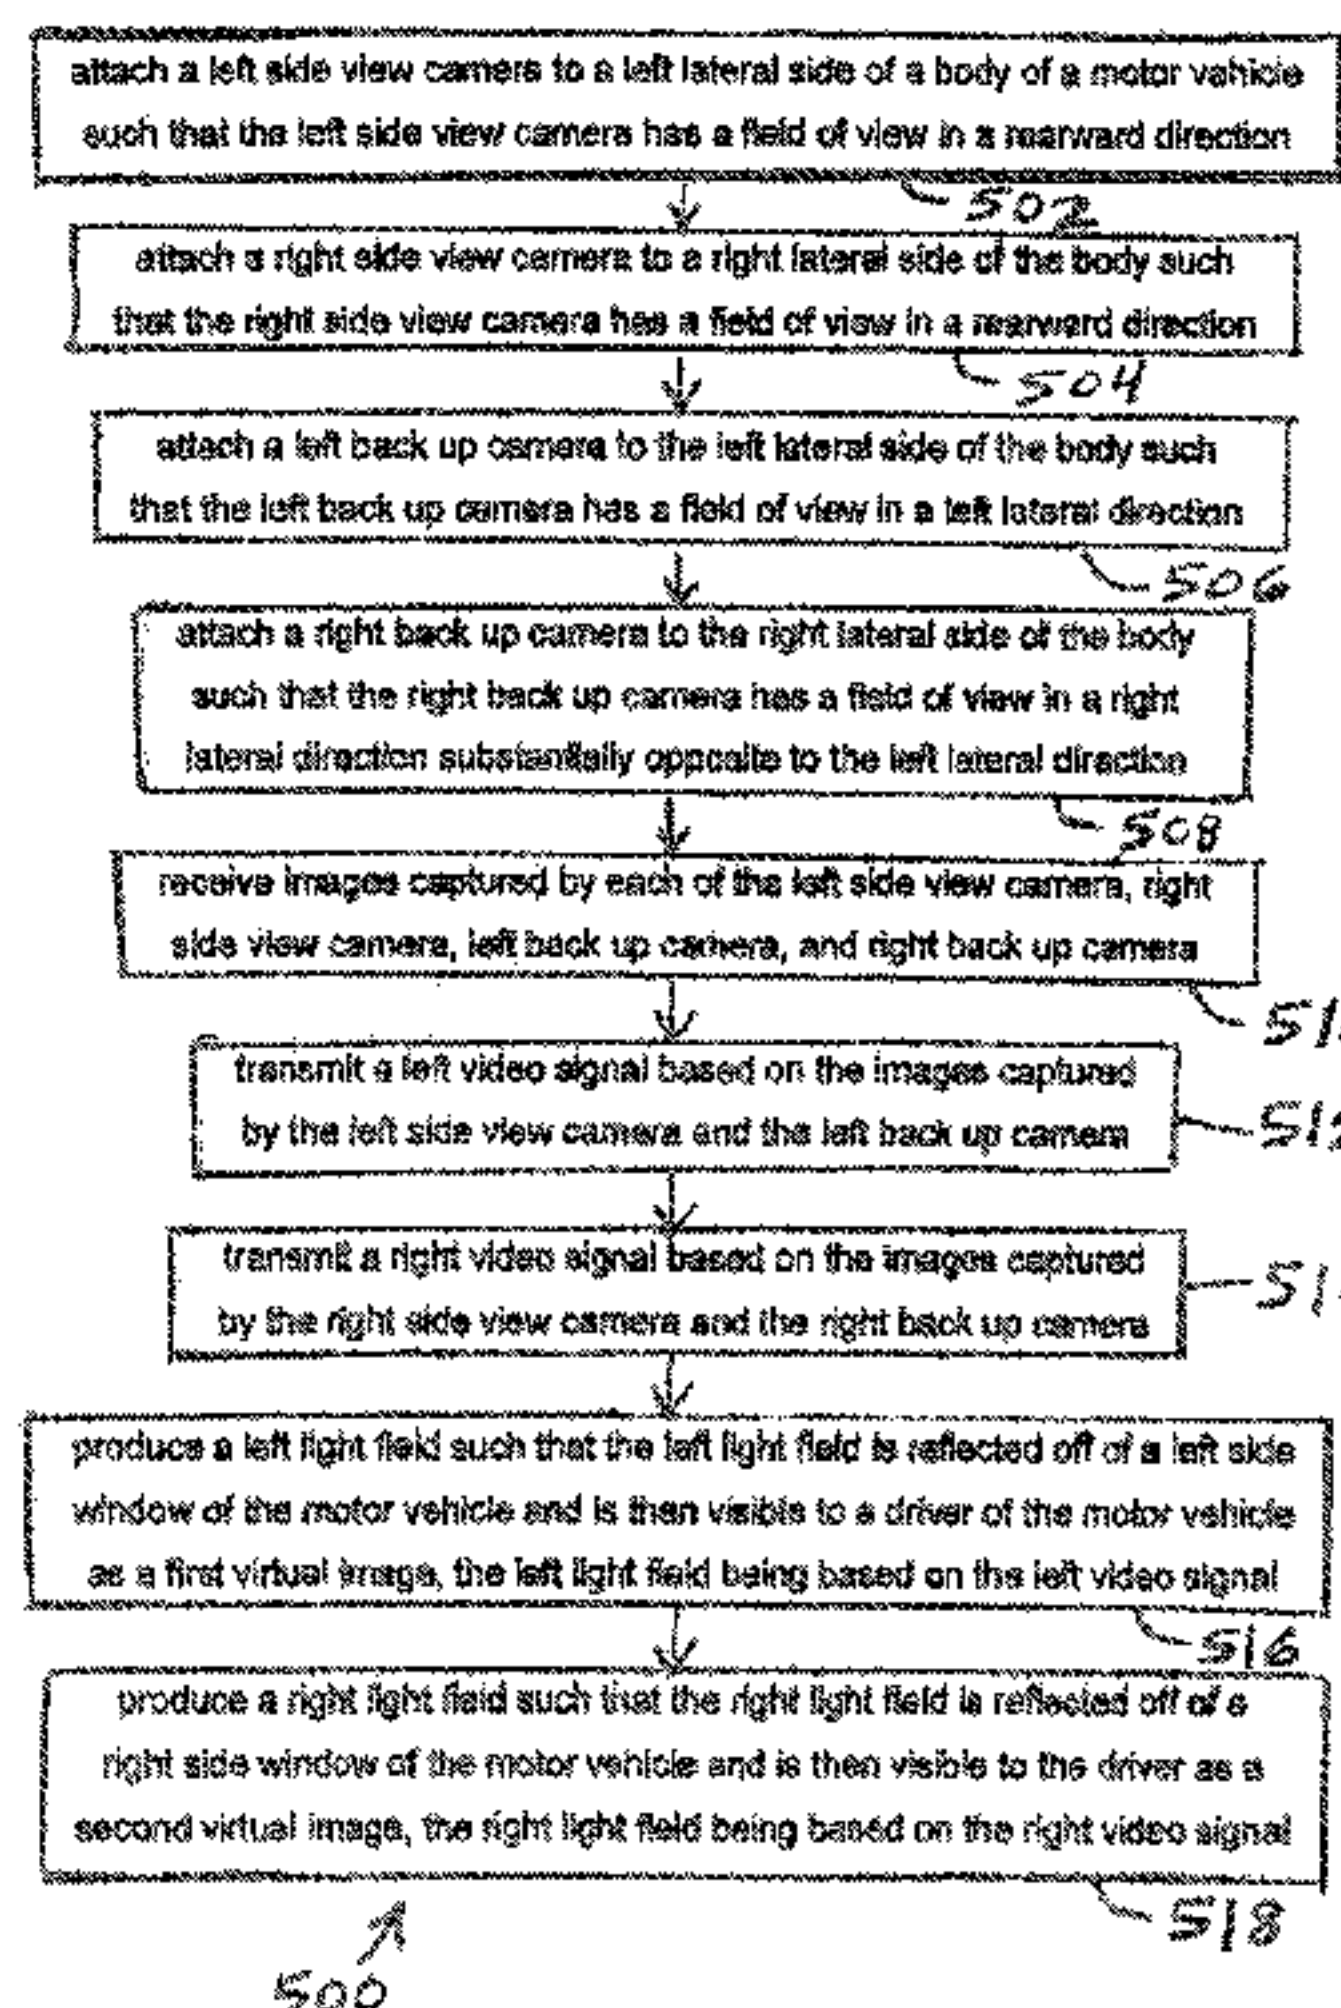 attach a left side view camera to a left lateral side of a body of a motor vehicle
such that the left side view camera has a field of view in a rearward direction
502
attach a right side view camera to a right lateral side of the body such
that the right side view camera has a field of view in a rearward direction
504
attach a left back up camera to the left lateral side of the body such
that the left back up camera has a field of view in a left lateral direction
506
attach a right back up camera to the right lateral side of the body
such that the right back up camera has a field of view in a right
lateral direction substantially opposite to the left lateral direction
508
receive images captured by each of the left side view camera, right
side view camera, left back up camera, and right back up camera
transmit a left video signal based on the images captured
by the left side view camera and the left back up camera
transmit a right video signal based on the images captured
by the right side view camera and the right back up camera
produce a left light field such that the left light field is reflected off of a left side
window of the motor vehicle and is then visible to a driver of the motor vehicle
as a first virtual image, the left light field being based on the left video signal
516
produce a right light field such that the right light field is reflected off of a
right side window of the motor vehicle and is then visible to the driver as a
second virtual image, the right light field being based on the right video signal
518
500